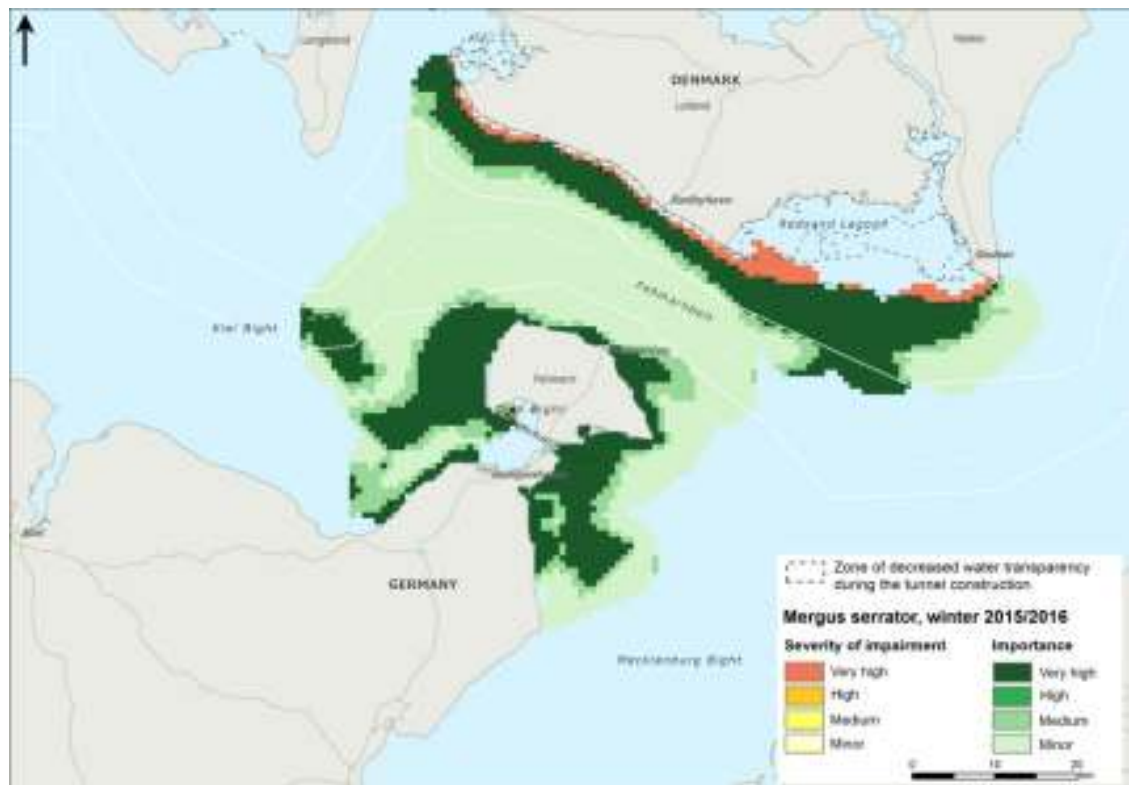 Langeland
DENMARK
Lolland
Rødbyhavn
Rødsand Lagoon
Gedser
Fehmarnbelt
Kiel Bight
Fehmarn
Kiel
GERMANY
Mecklenburg Bight
Zone of decreased water transparency
during the tunnel construction
Mergus serrator, winter 2015/2016
Severity of impairment
Very high
High
Medium
Minor
Importance
Very high
High
Medium
Minor
0 10 20